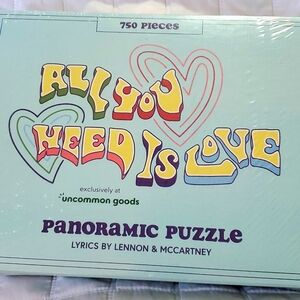 750 PIECES
ALL YOU
NEED IS LOVE
exclusively at
uncommon goods
PANORAMIC PUZZLE
LYRICS BY LENNON & MCCARTNEY